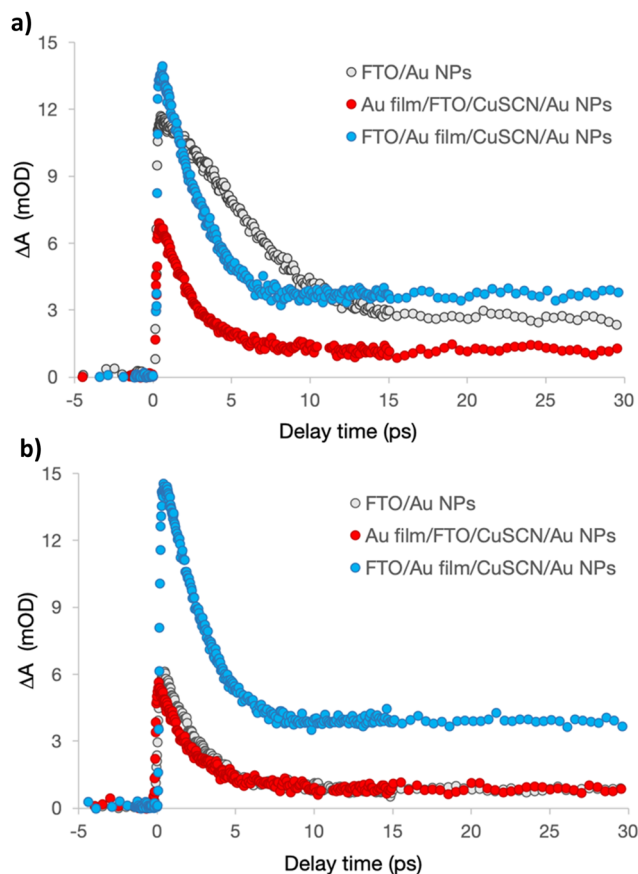 a)
15
12
9
6
3
0
ΔA (mOD)
FTO/Au NPs
Au film/FTO/CuSCN/Au NPs
FTO/Au film/CuSCN/Au NPs
-5 0 5 10 15 20 25 30
Delay time (ps)
b)
15
12
9
6
3
0
ΔA (mOD)
FTO/Au NPs
Au film/FTO/CuSCN/Au NPs
FTO/Au film/CuSCN/Au NPs
-5 0 5 10 15 20 25 30
Delay time (ps)